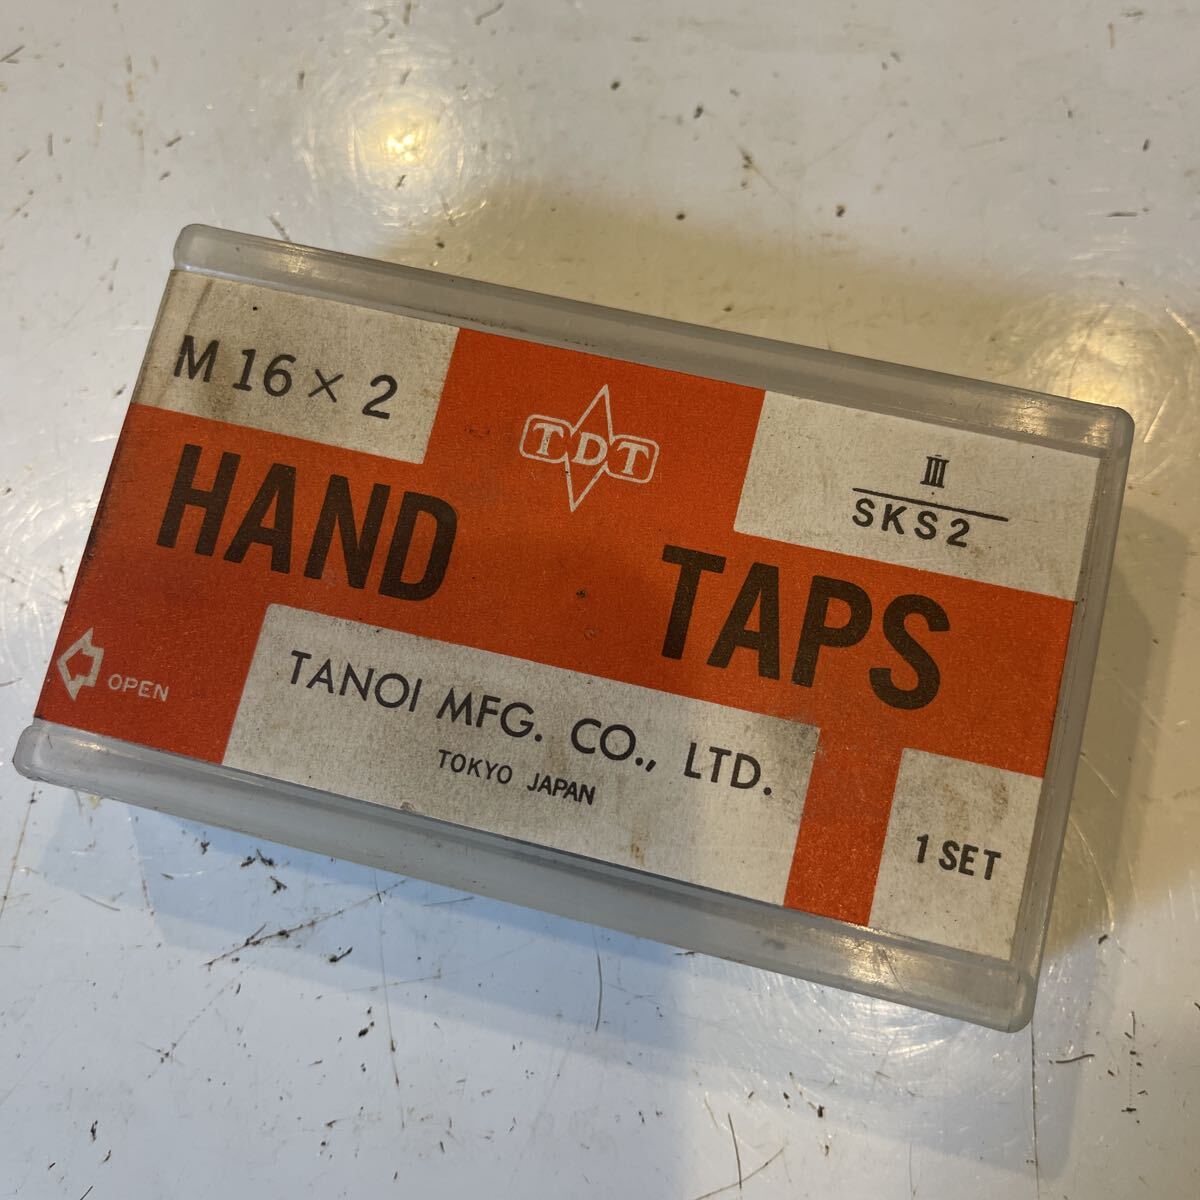 M 16 × 2
TDT
III
SKS2
HAND TAPS
OPEN
TANOI MFG. CO., LTD.
TOKYO JAPAN
1 SET